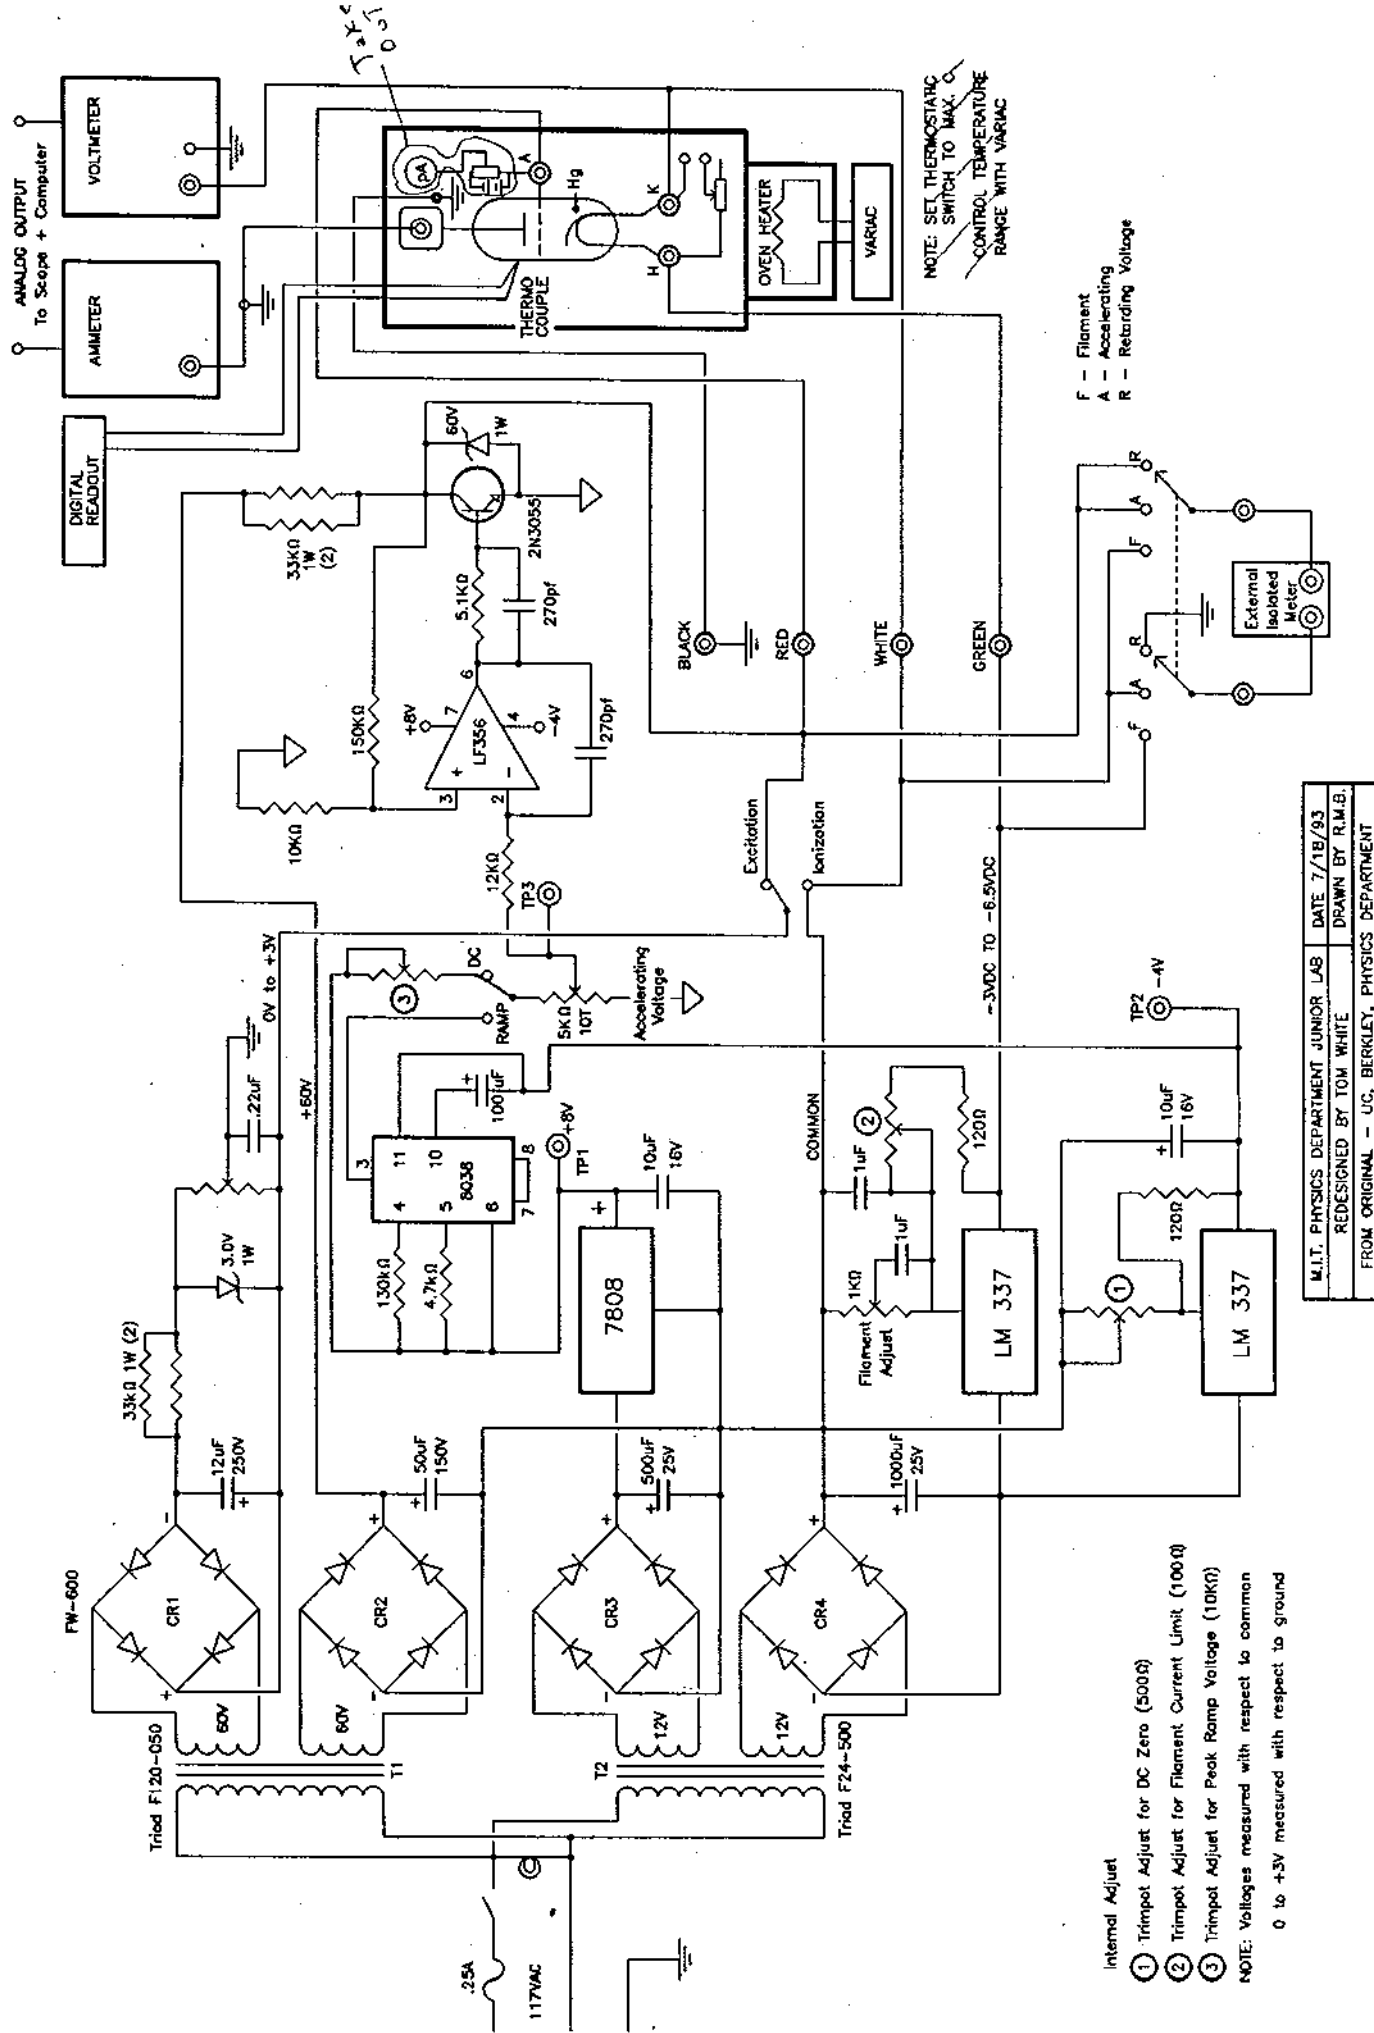 ANALOG OUTPUT
To Scope + Computer
VOLTMETER
AMMETER
DIGITAL
READOUT
pA
A
Hg
K
H
THERMO
COUPLE
OVEN HEATER
VARIAC
NOTE: SET THERMOSTATIC
SWITCH TO MAX.
CONTROL TEMPERATURE
RANGE WITH VARIAC
F - Filament
A - Accelerating
R - Retarding Voltage
33KΩ
1W
(2)
60V
1W
2N3055
5.1KΩ
270pf
150KΩ
+8V
7
6
LF356
+
-
3
2
4
-4V
270pf
10KΩ
12KΩ
TP3
BLACK
RED
WHITE
GREEN
Excitation
Ionization
F
A
R
F
A
R
External
Isolated
Meter
0V to +3V
.22uF
+60V
3
DC
RAMP
5KΩ
10T
Accelerating
Voltage
3
11
10
8038
4
5
6
7
8
+
100uF
130kΩ
4.7kΩ
+8V
TP1
7808
+
10uF
16V
COMMON
1uF
2
120Ω
1KΩ
1uF
Filament
Adjust
LM 337
-3VDC TO -6.5VDC
TP2
-4V
+
10uF
16V
120Ω
1
LM 337
33kΩ 1W (2)
3.0V
1W
12uF
250V
+
+
50uF
150V
+
500uF
25V
+
1000uF
25V
FW-600
CR1
-
+
CR2
+
-
CR3
+
-
CR4
+
-
60V
60V
12V
12V
Triad F120-050
T1
T2
Triad F24-500
.25A
117VAC
Internal Adjust
1 Trimpot Adjust for DC Zero (500Ω)
2 Trimpot Adjust for Filament Current Limit (100Ω)
3 Trimpot Adjust for Peak Ramp Voltage (10KΩ)
NOTE: Voltages measured with respect to common
0 to +3V measured with respect to ground
M.I.T. PHYSICS DEPARTMENT JUNIOR LAB DATE 7/18/93
REDESIGNED BY TOM WHITE DRAWN BY R.M.B.
FROM ORIGINAL - UC, BERKLEY, PHYSICS DEPARTMENT